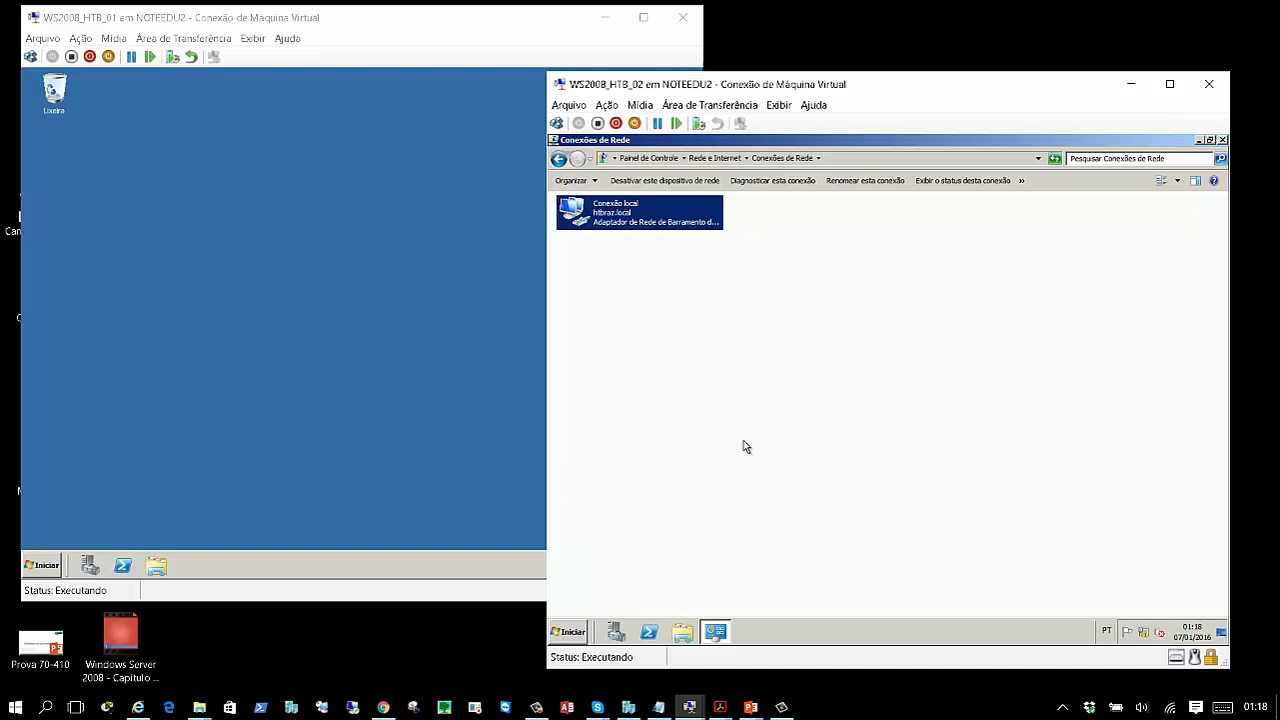 WS2008_HTB_01 em NOTEEDU2 - Conexão de Máquina Virtual
Arquivo Ação Mídia Área de Transferência Exibir Ajuda
Lixeira
WS2008_HTB_02 em NOTEEDU2 - Conexão de Máquina Virtual
Arquivo Ação Mídia Área de Transferência Exibir Ajuda
Conexões de Rede
Painel de Controle Rede e Internet Conexões de Rede
Pesquisar Conexões de Rede
Organizar Desativar este dispositivo de rede Diagnosticar esta conexão Renomear esta conexão Exibir o status desta conexão »
Conexão local
htbraz.local
Adaptador de Rede de Barramento d...
Iniciar
Status: Executando
Iniciar
PT
01:18
07/01/2016
Status: Executando
Prova 70-410
Windows Server
2008 - Capitulo ...
01:18